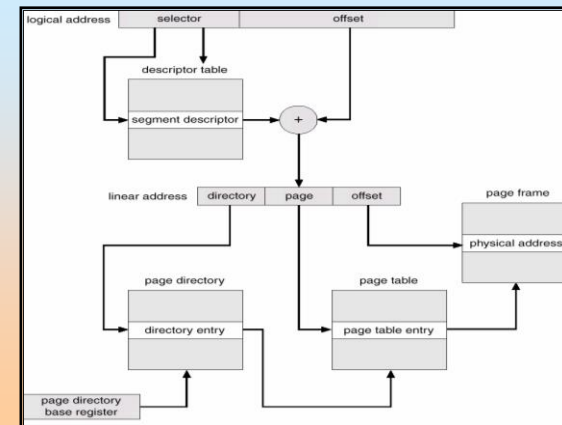 logical address selector offset
descriptor table
segment descriptor +
linear address directory page offset
page frame
physical address
page directory page table
directory entry page table entry
page directory
base register